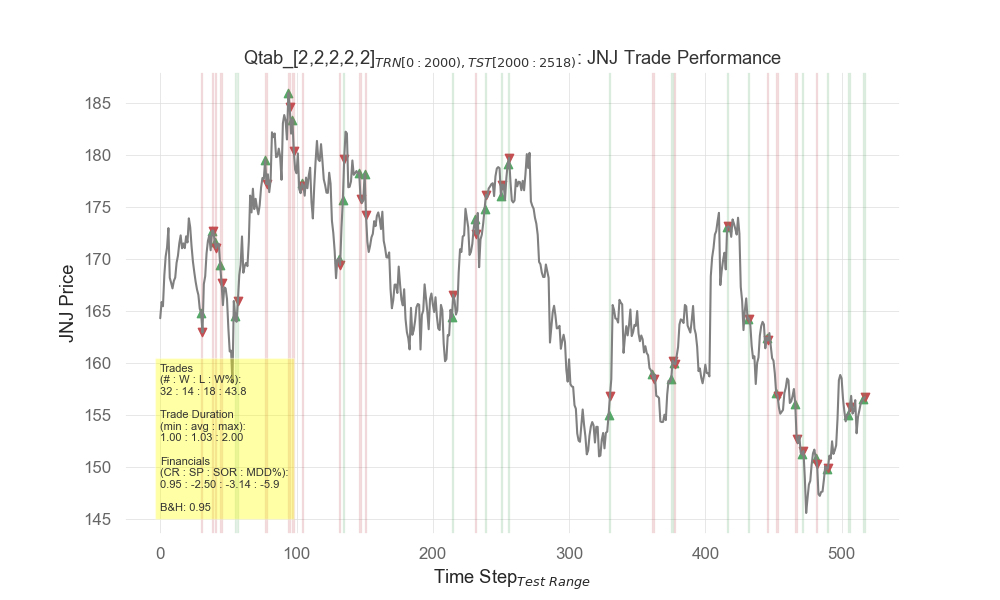 Qtab_[2,2,2,2,2]TRN[0 : 2000), TST[2000 : 2518): JNJ Trade Performance
JNJ Price
185
180
175
170
165
160
155
150
145
Trades
(# : W : L : W%):
32 : 14 : 18 : 43.8
Trade Duration
(min : avg : max):
1.00 : 1.03 : 2.00
Financials
(CR : SP : SOR : MDD%):
0.95 : -2.50 : -3.14 : -5.9
B&H: 0.95
0 100 200 300 400 500
Time StepTest Range